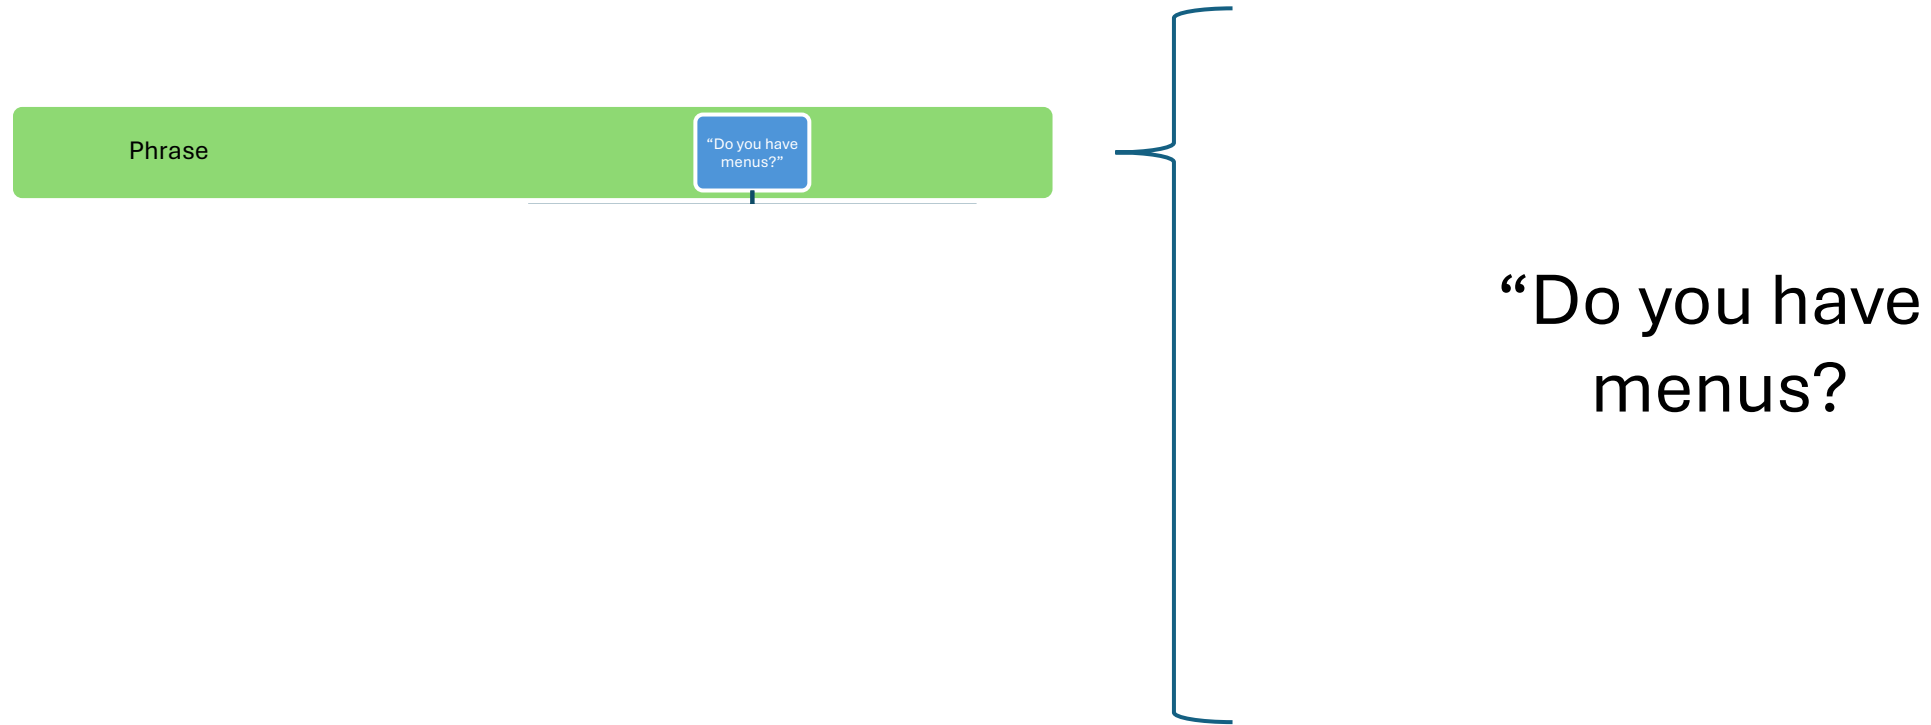 Phrase
“Do you have
menus?”
“Do you have
menus?